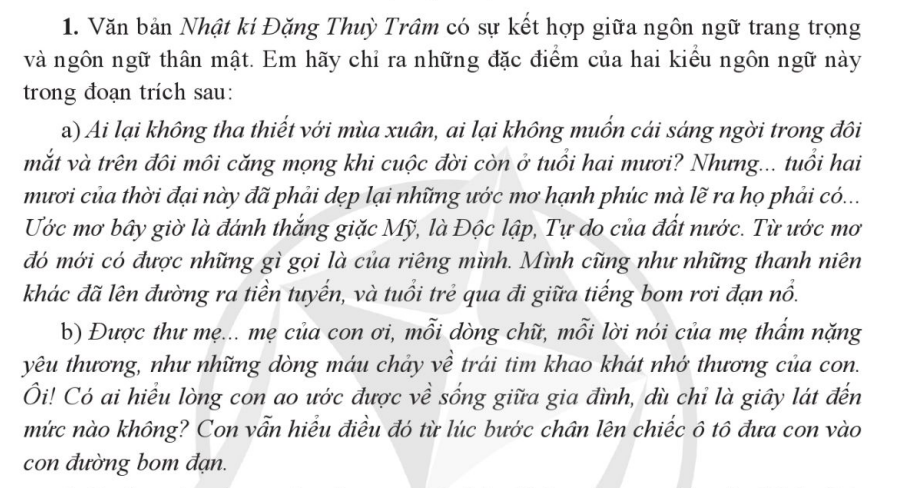 1. Văn bản Nhật kí Đặng Thuỳ Trâm có sự kết hợp giữa ngôn ngữ trang trọng
và ngôn ngữ thân mật. Em hãy chỉ ra những đặc điểm của hai kiểu ngôn ngữ này
trong đoạn trích sau:
a) Ai lại không tha thiết với mùa xuân, ai lại không muốn cái sáng ngời trong đôi
mắt và trên đôi môi căng mọng khi cuộc đời còn ở tuổi hai mươi? Nhưng... tuổi hai
mươi của thời đại này đã phải dẹp lại những ước mơ hạnh phúc mà lẽ ra họ phải có...
Ước mơ bây giờ là đánh thắng giặc Mỹ, là Độc lập, Tự do của đất nước. Từ ước mơ
đó mới có được những gì gọi là của riêng mình. Mình cũng như những thanh niên
khác đã lên đường ra tiền tuyến, và tuổi trẻ qua đi giữa tiếng bom rơi đạn nổ.
b) Được thư mẹ... mẹ của con ơi, mỗi dòng chữ, mỗi lời nói của mẹ thấm nặng
yêu thương, như những dòng máu chảy về trái tim khao khát nhớ thương của con.
Ôi! Có ai hiểu lòng con ao ước được về sống giữa gia đình, dù chỉ là giây lát đến
mức nào không? Con vẫn hiểu điều đó từ lúc bước chân lên chiếc ô tô đưa con vào
con đường bom đạn.